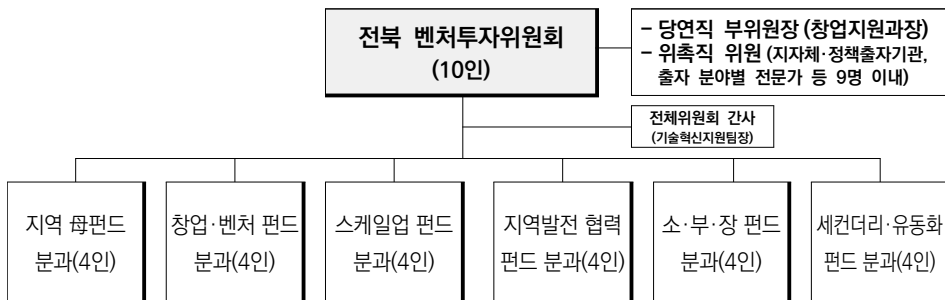 전북 벤처투자위원회
(10인)
- 당연직 부위원장 (창업지원과장)
- 위촉직 위원 (지자체·정책출자기관,
출자 분야별 전문가 등 9명 이내)
전체위원회 간사
(기술혁신지원팀장)
지역 母펀드
분과(4인)
창업·벤처 펀드
분과(4인)
스케일업 펀드
분과(4인)
지역발전 협력
펀드 분과(4인)
소·부·장 펀드
분과(4인)
세컨더리·유동화
펀드 분과(4인)